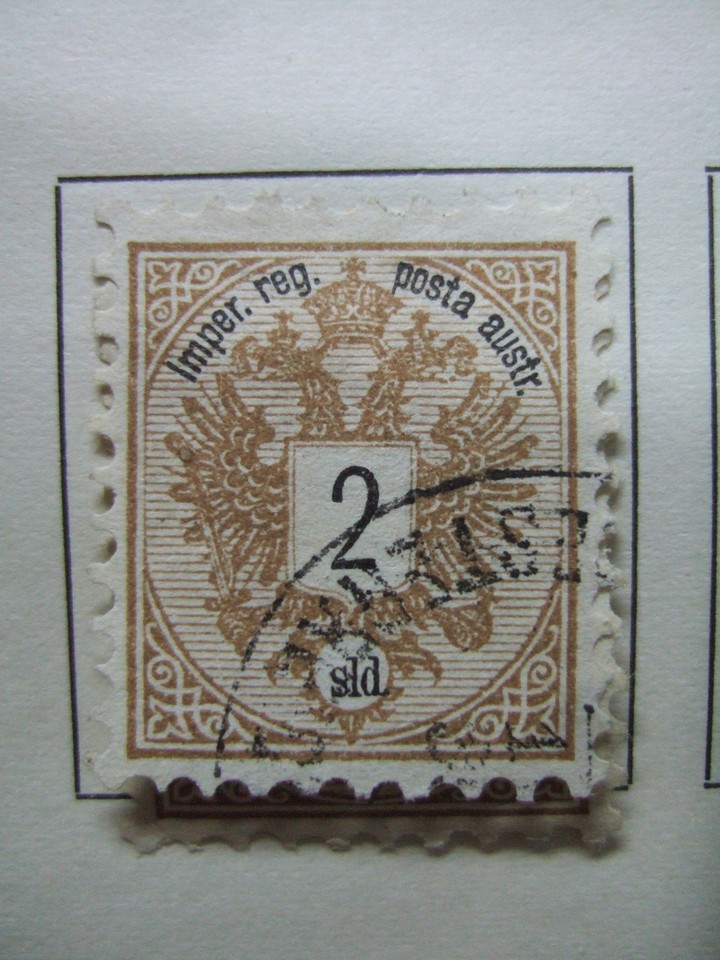 Imper. reg. posta austr.
2
sld.